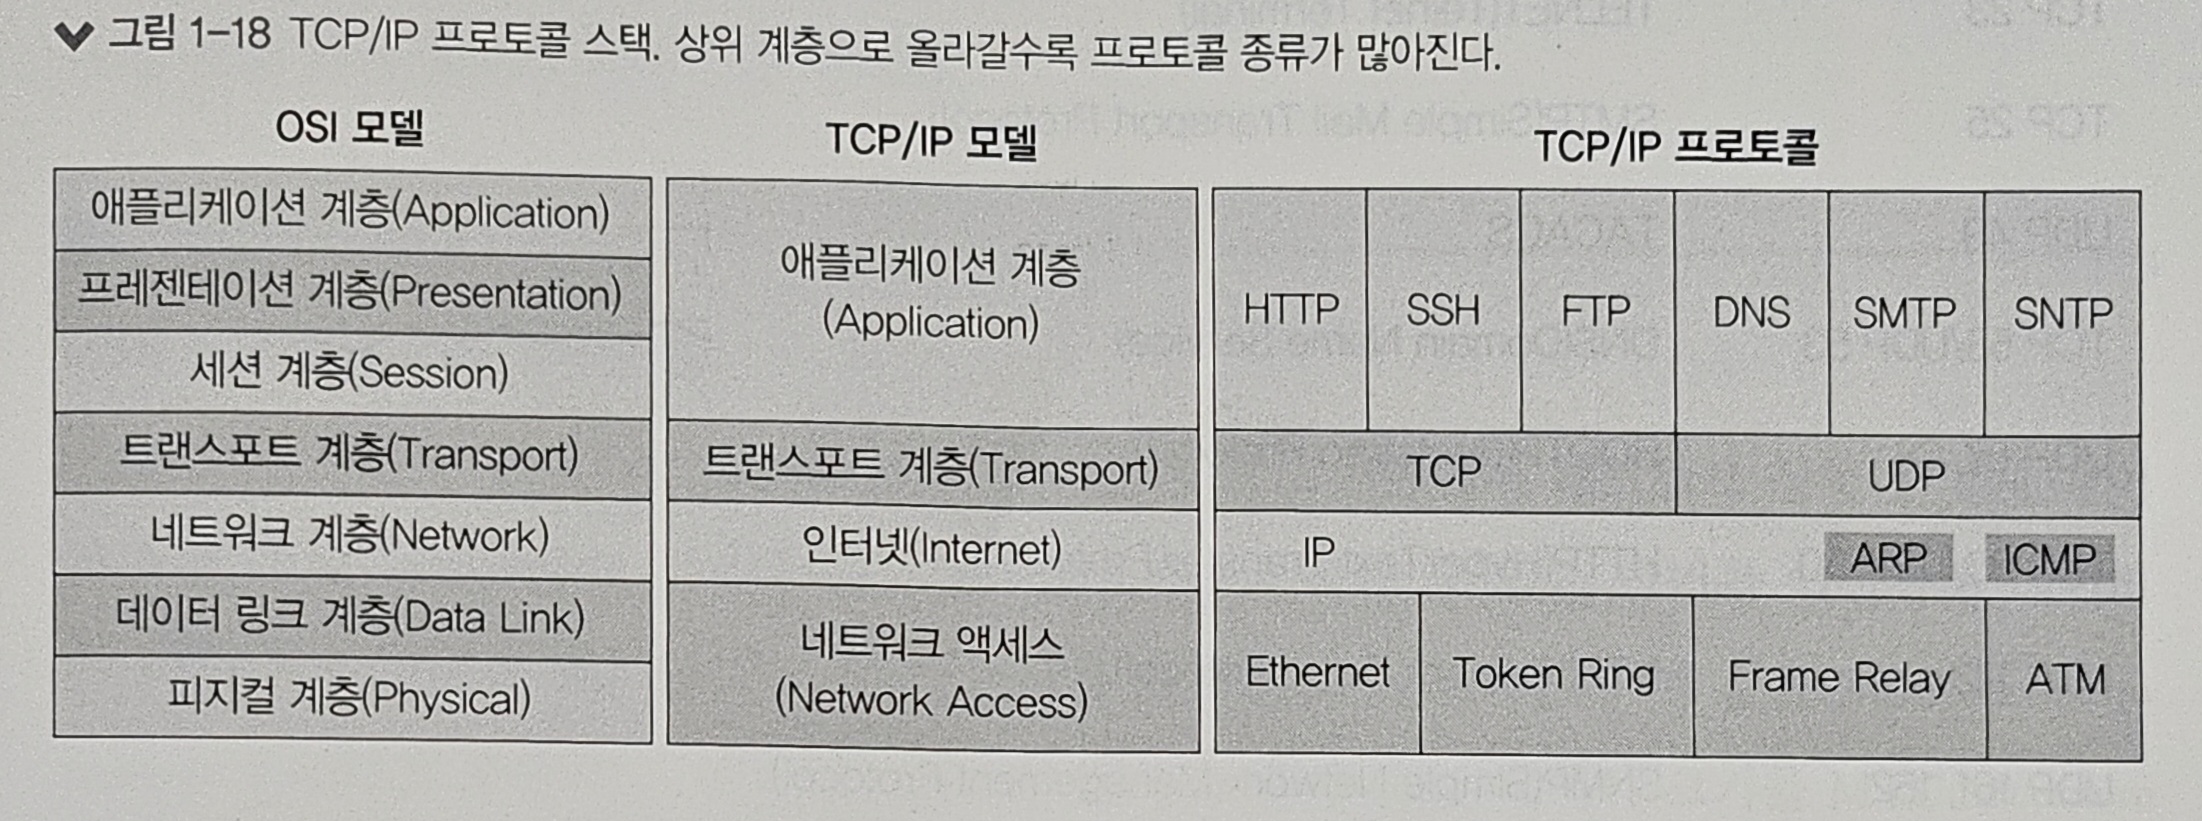 그림 1-18 TCP/IP 프로토콜 스택. 상위 계층으로 올라갈수록 프로토콜 종류가 많아진다.
OSI 모델
애플리케이션 계층(Application)
프레젠테이션 계층(Presentation)
세션 계층(Session)
트랜스포트 계층(Transport)
네트워크 계층(Network)
데이터 링크 계층(Data Link)
피지컬 계층(Physical)
TCP/IP 모델
애플리케이션 계층
(Application)
트랜스포트 계층(Transport)
인터넷(Internet)
네트워크 액세스
(Network Access)
TCP/IP 프로토콜
HTTP SSH FTP DNS SMTP SNTP
TCP UDP
IP ARP ICMP
Ethernet Token Ring Frame Relay ATM